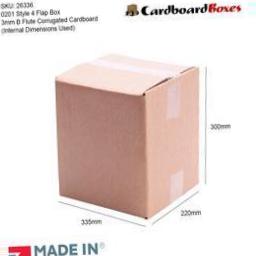 SKU: 26336
0201 Style 4 Flap Box
3mm B Flute Corrugated Cardboard
(Internal Dimensions Used)
CardboardBoxes
300mm
335mm
220mm
MADE IN®